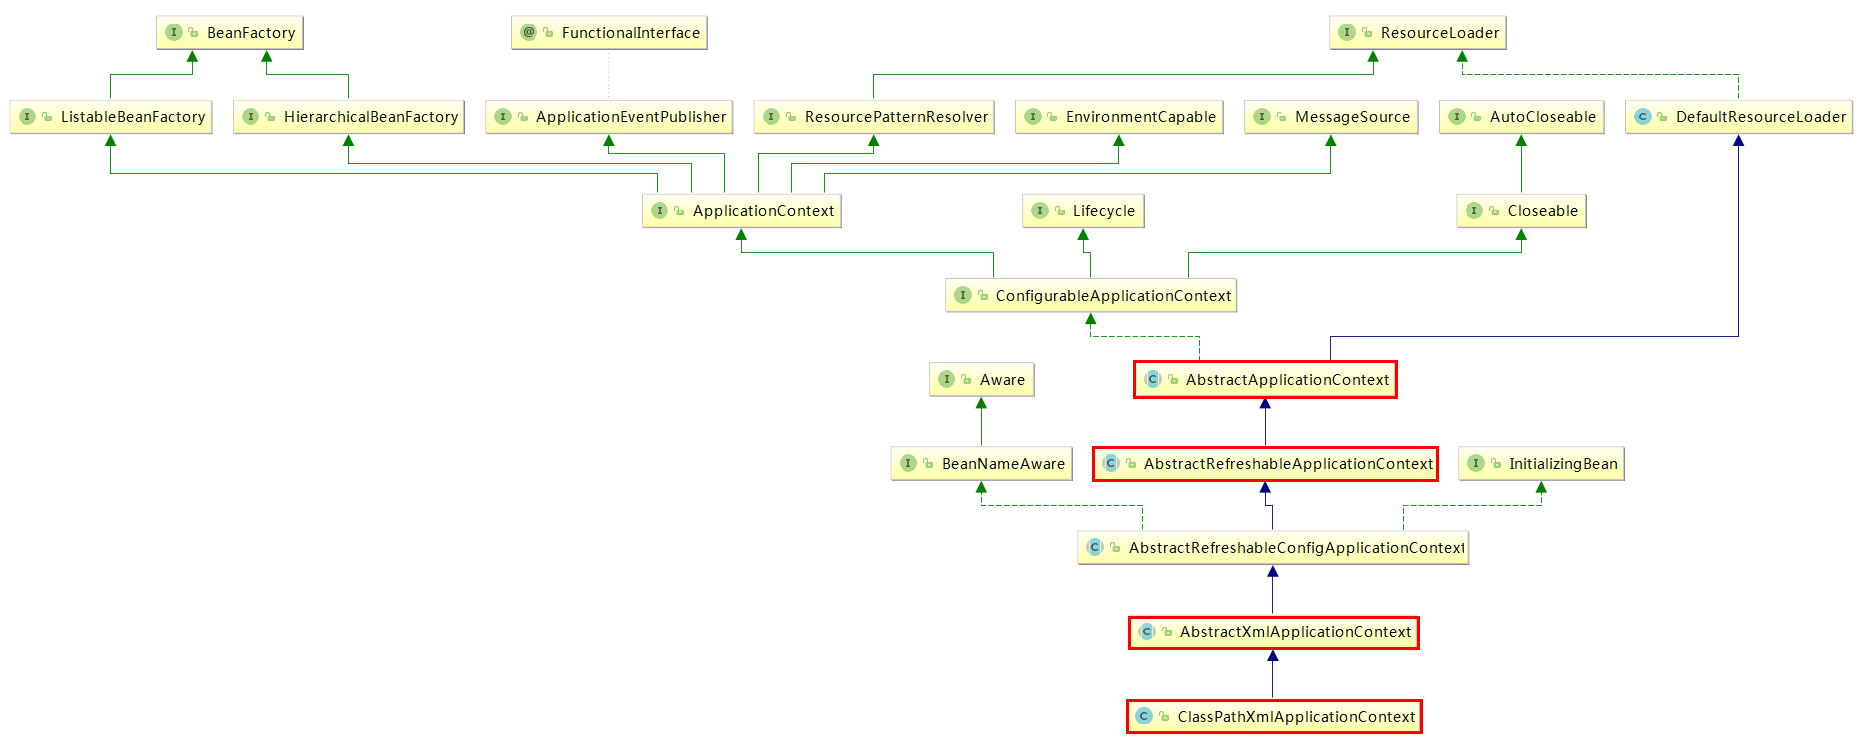 BeanFactory
FunctionalInterface
ResourceLoader
ListableBeanFactory
HierarchicalBeanFactory
ApplicationEventPublisher
ResourcePatternResolver
EnvironmentCapable
MessageSource
AutoCloseable
DefaultResourceLoader
ApplicationContext
Lifecycle
Closeable
ConfigurableApplicationContext
Aware
AbstractApplicationContext
BeanNameAware
AbstractRefreshableApplicationContext
InitializingBean
AbstractRefreshableConfigApplicationContext
AbstractXmlApplicationContext
ClassPathXmlApplicationContext